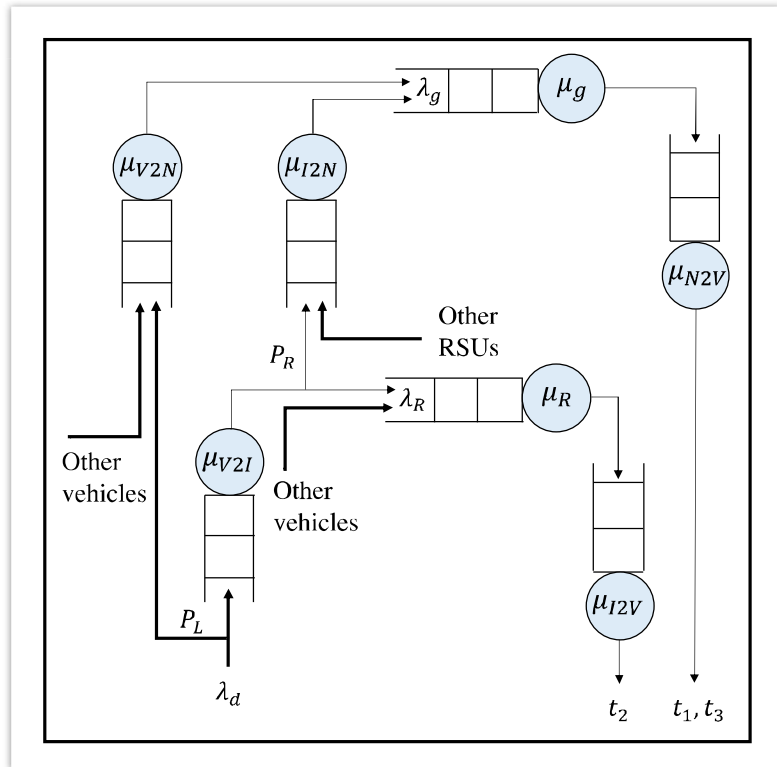 λ_g
μ_g
μ_V2N
μ_I2N
μ_N2V
Other
RSUs
P_R
λ_R
μ_R
Other
vehicles
μ_V2I
Other
vehicles
μ_I2V
P_L
λ_d
t_2
t_1, t_3